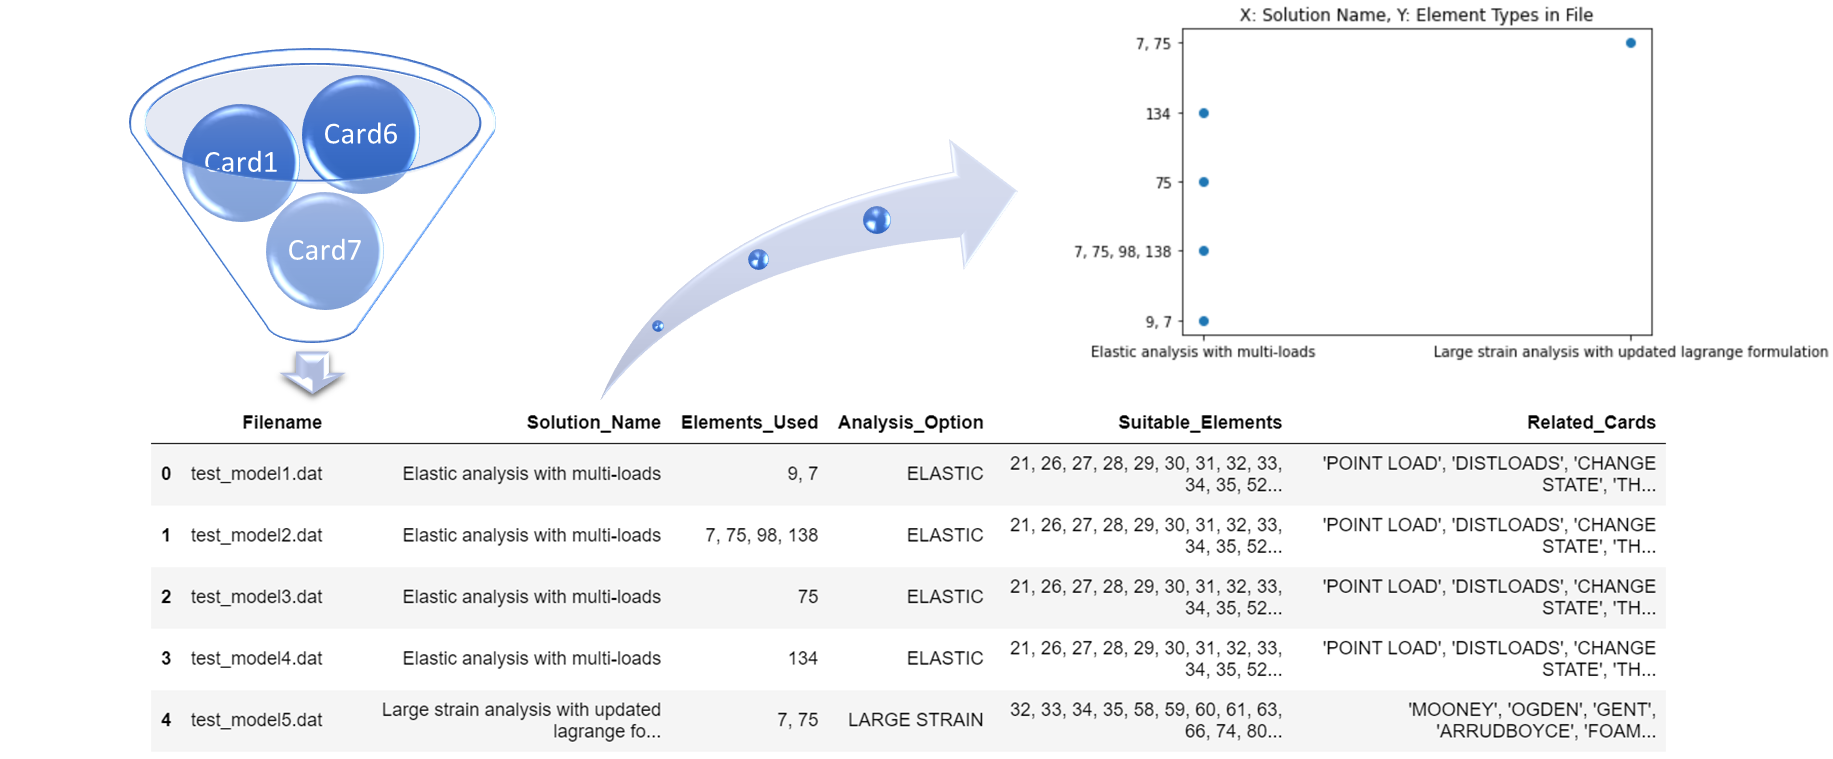 X: Solution Name, Y: Element Types in File
7, 75
134
75
7, 75, 98, 138
9, 7
Elastic analysis with multi-loads
Large strain analysis with updated lagrange formulation
Card6
Card1
Card7
Filename Solution_Name Elements_Used Analysis_Option Suitable_Elements Related_Cards
0 test_model1.dat Elastic analysis with multi-loads 9, 7 ELASTIC 21, 26, 27, 28, 29, 30, 31, 32, 33, 'POINT LOAD', 'DISTLOADS', 'CHANGE
34, 35, 52... STATE', 'TH...
1 test_model2.dat Elastic analysis with multi-loads 7, 75, 98, 138 ELASTIC 21, 26, 27, 28, 29, 30, 31, 32, 33, 'POINT LOAD', 'DISTLOADS', 'CHANGE
34, 35, 52... STATE', 'TH...
2 test_model3.dat Elastic analysis with multi-loads 75 ELASTIC 21, 26, 27, 28, 29, 30, 31, 32, 33, 'POINT LOAD', 'DISTLOADS', 'CHANGE
34, 35, 52... STATE', 'TH...
3 test_model4.dat Elastic analysis with multi-loads 134 ELASTIC 21, 26, 27, 28, 29, 30, 31, 32, 33, 'POINT LOAD', 'DISTLOADS', 'CHANGE
34, 35, 52... STATE', 'TH...
4 test_model5.dat Large strain analysis with updated 7, 75 LARGE STRAIN 32, 33, 34, 35, 58, 59, 60, 61, 63, 'MOONEY', 'OGDEN', 'GENT',
lagrange fo... 66, 74, 80... 'ARRUDBOYCE', 'FOAM...